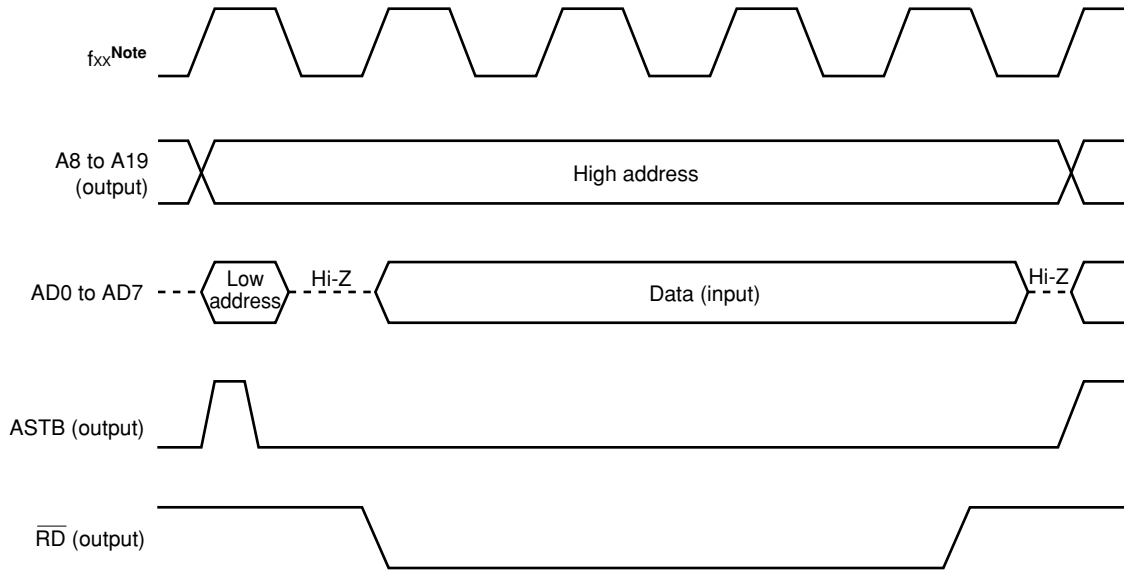 fxxNote
A8 to A19
(output)
High address
AD0 to AD7
Low
address
Hi-Z
Data (input)
Hi-Z
ASTB (output)
RD (output)